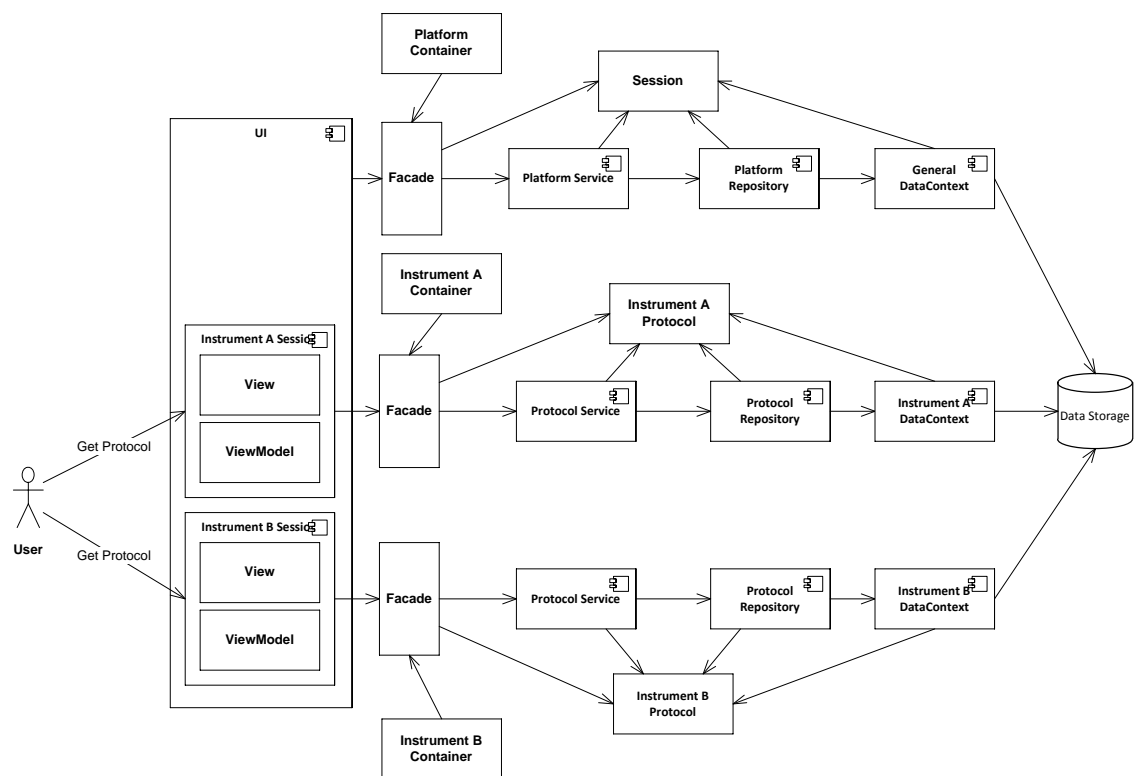 Platform
Container
Session
UI
Facade
Platform Service
Platform
Repository
General
DataContext
Instrument A
Container
Instrument A
Protocol
Instrument A Session
View
ViewModel
Facade
Protocol Service
Protocol
Repository
Instrument A
DataContext
Data Storage
Get Protocol
User
Get Protocol
Instrument B Session
View
ViewModel
Facade
Protocol Service
Protocol
Repository
Instrument B
DataContext
Instrument B
Protocol
Instrument B
Container